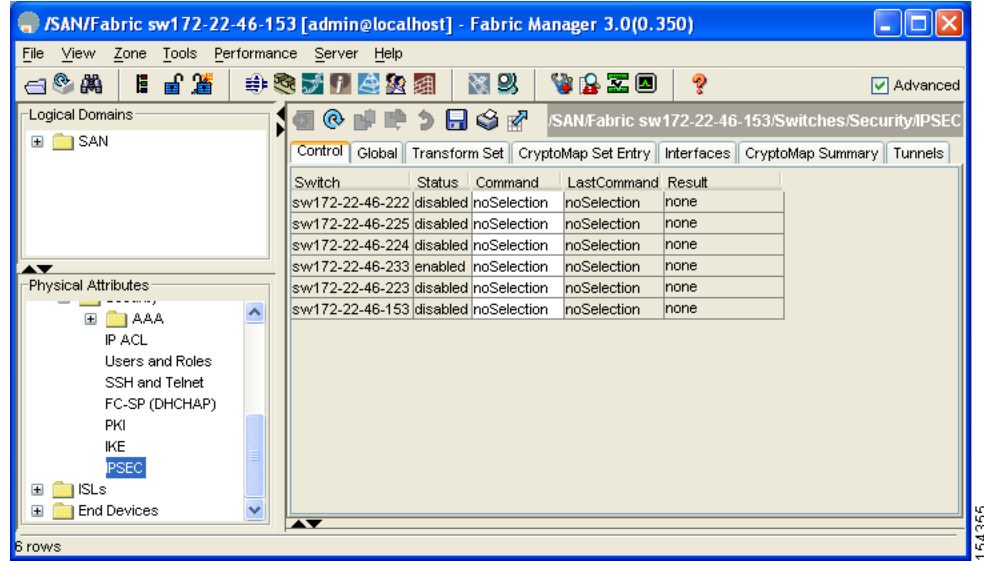 /SAN/Fabric sw172-22-46-153 [admin@localhost] - Fabric Manager 3.0(0.350)
File View Zone Tools Performance Server Help
Advanced
Logical Domains
SAN
/SAN/Fabric sw172-22-46-153/Switches/Security/IPSEC
Control Global Transform Set CryptoMap Set Entry Interfaces CryptoMap Summary Tunnels
Switch Status Command LastCommand Result
sw172-22-46-222 disabled noSelection noSelection none
sw172-22-46-225 disabled noSelection noSelection none
sw172-22-46-224 disabled noSelection noSelection none
sw172-22-46-233 enabled noSelection noSelection none
sw172-22-46-223 disabled noSelection noSelection none
sw172-22-46-153 disabled noSelection noSelection none
Physical Attributes
AAA
IP ACL
Users and Roles
SSH and Telnet
FC-SP (DHCHAP)
PKI
IKE
IPSEC
ISLs
End Devices
6 rows
154355